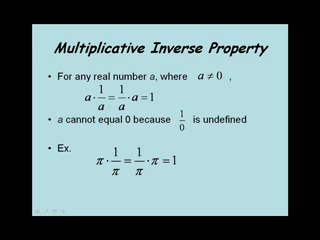 Multiplicative Inverse Property
• For any real number a, where a ≠ 0 ,
a · 1/a = 1/a · a = 1
• a cannot equal 0 because 1/0 is undefined
• Ex.
π · 1/π = 1/π · π = 1